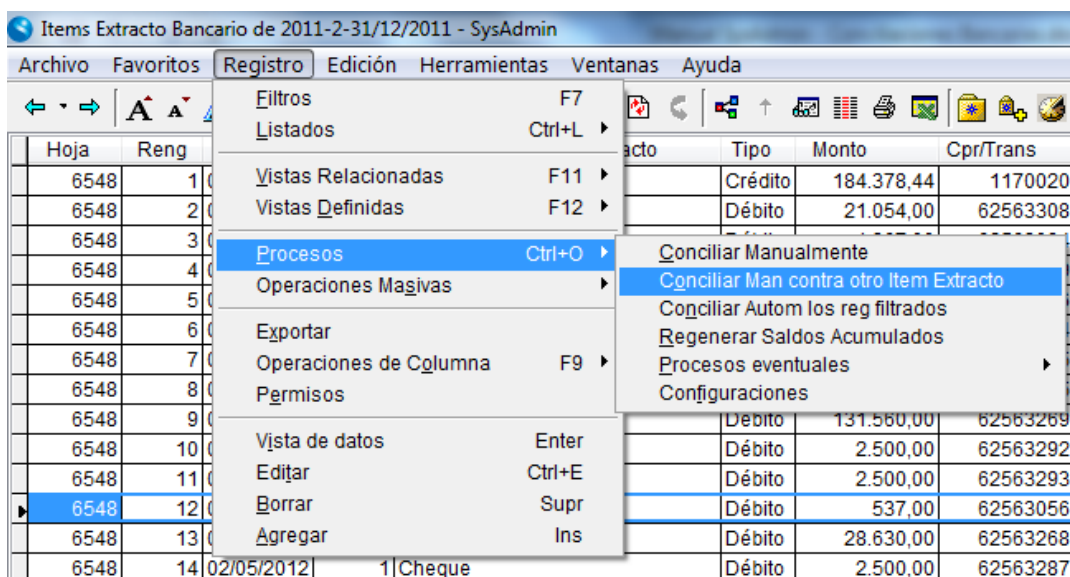 Items Extracto Bancario de 2011-2-31/12/2011 - SysAdmin
Archivo Favoritos Registro Edición Herramientas Ventanas Ayuda
Filtros F7
Listados Ctrl+L
Vistas Relacionadas F11
Vistas Definidas F12
Procesos Ctrl+O
Operaciones Masivas
Exportar
Operaciones de Columna F9
Permisos
Vista de datos Enter
Editar Ctrl+E
Borrar Supr
Agregar Ins
Conciliar Manualmente
Conciliar Man contra otro Item Extracto
Conciliar Autom los reg filtrados
Regenerar Saldos Acumulados
Procesos eventuales
Configuraciones
Hoja Reng acto Tipo Monto Cpr/Trans
6548 1 Crédito 184.378,44 1170020
6548 2 Débito 21.054,00 62563308
6548 3
6548 4
6548 5
6548 6
6548 7
6548 8
6548 9 Débito 131.560,00 62563269
6548 10 Débito 2.500,00 62563292
6548 11 Débito 2.500,00 62563293
6548 12 Débito 537,00 62563056
6548 13 Débito 28.630,00 62563268
6548 14 02/05/2012 1 Cheque Débito 2.500,00 62563287